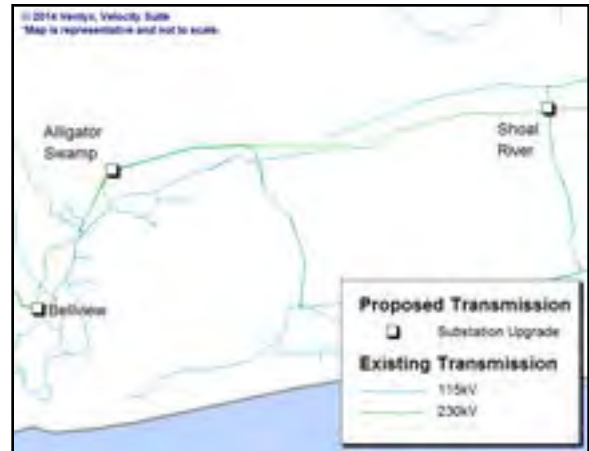 © 2014 Ventyx, Velocity Suite
*Map is representative and not to scale.
Alligator
Swamp
Shoal
River
Bellview
Proposed Transmission
Substation Upgrade
Existing Transmission
115kV
230kV